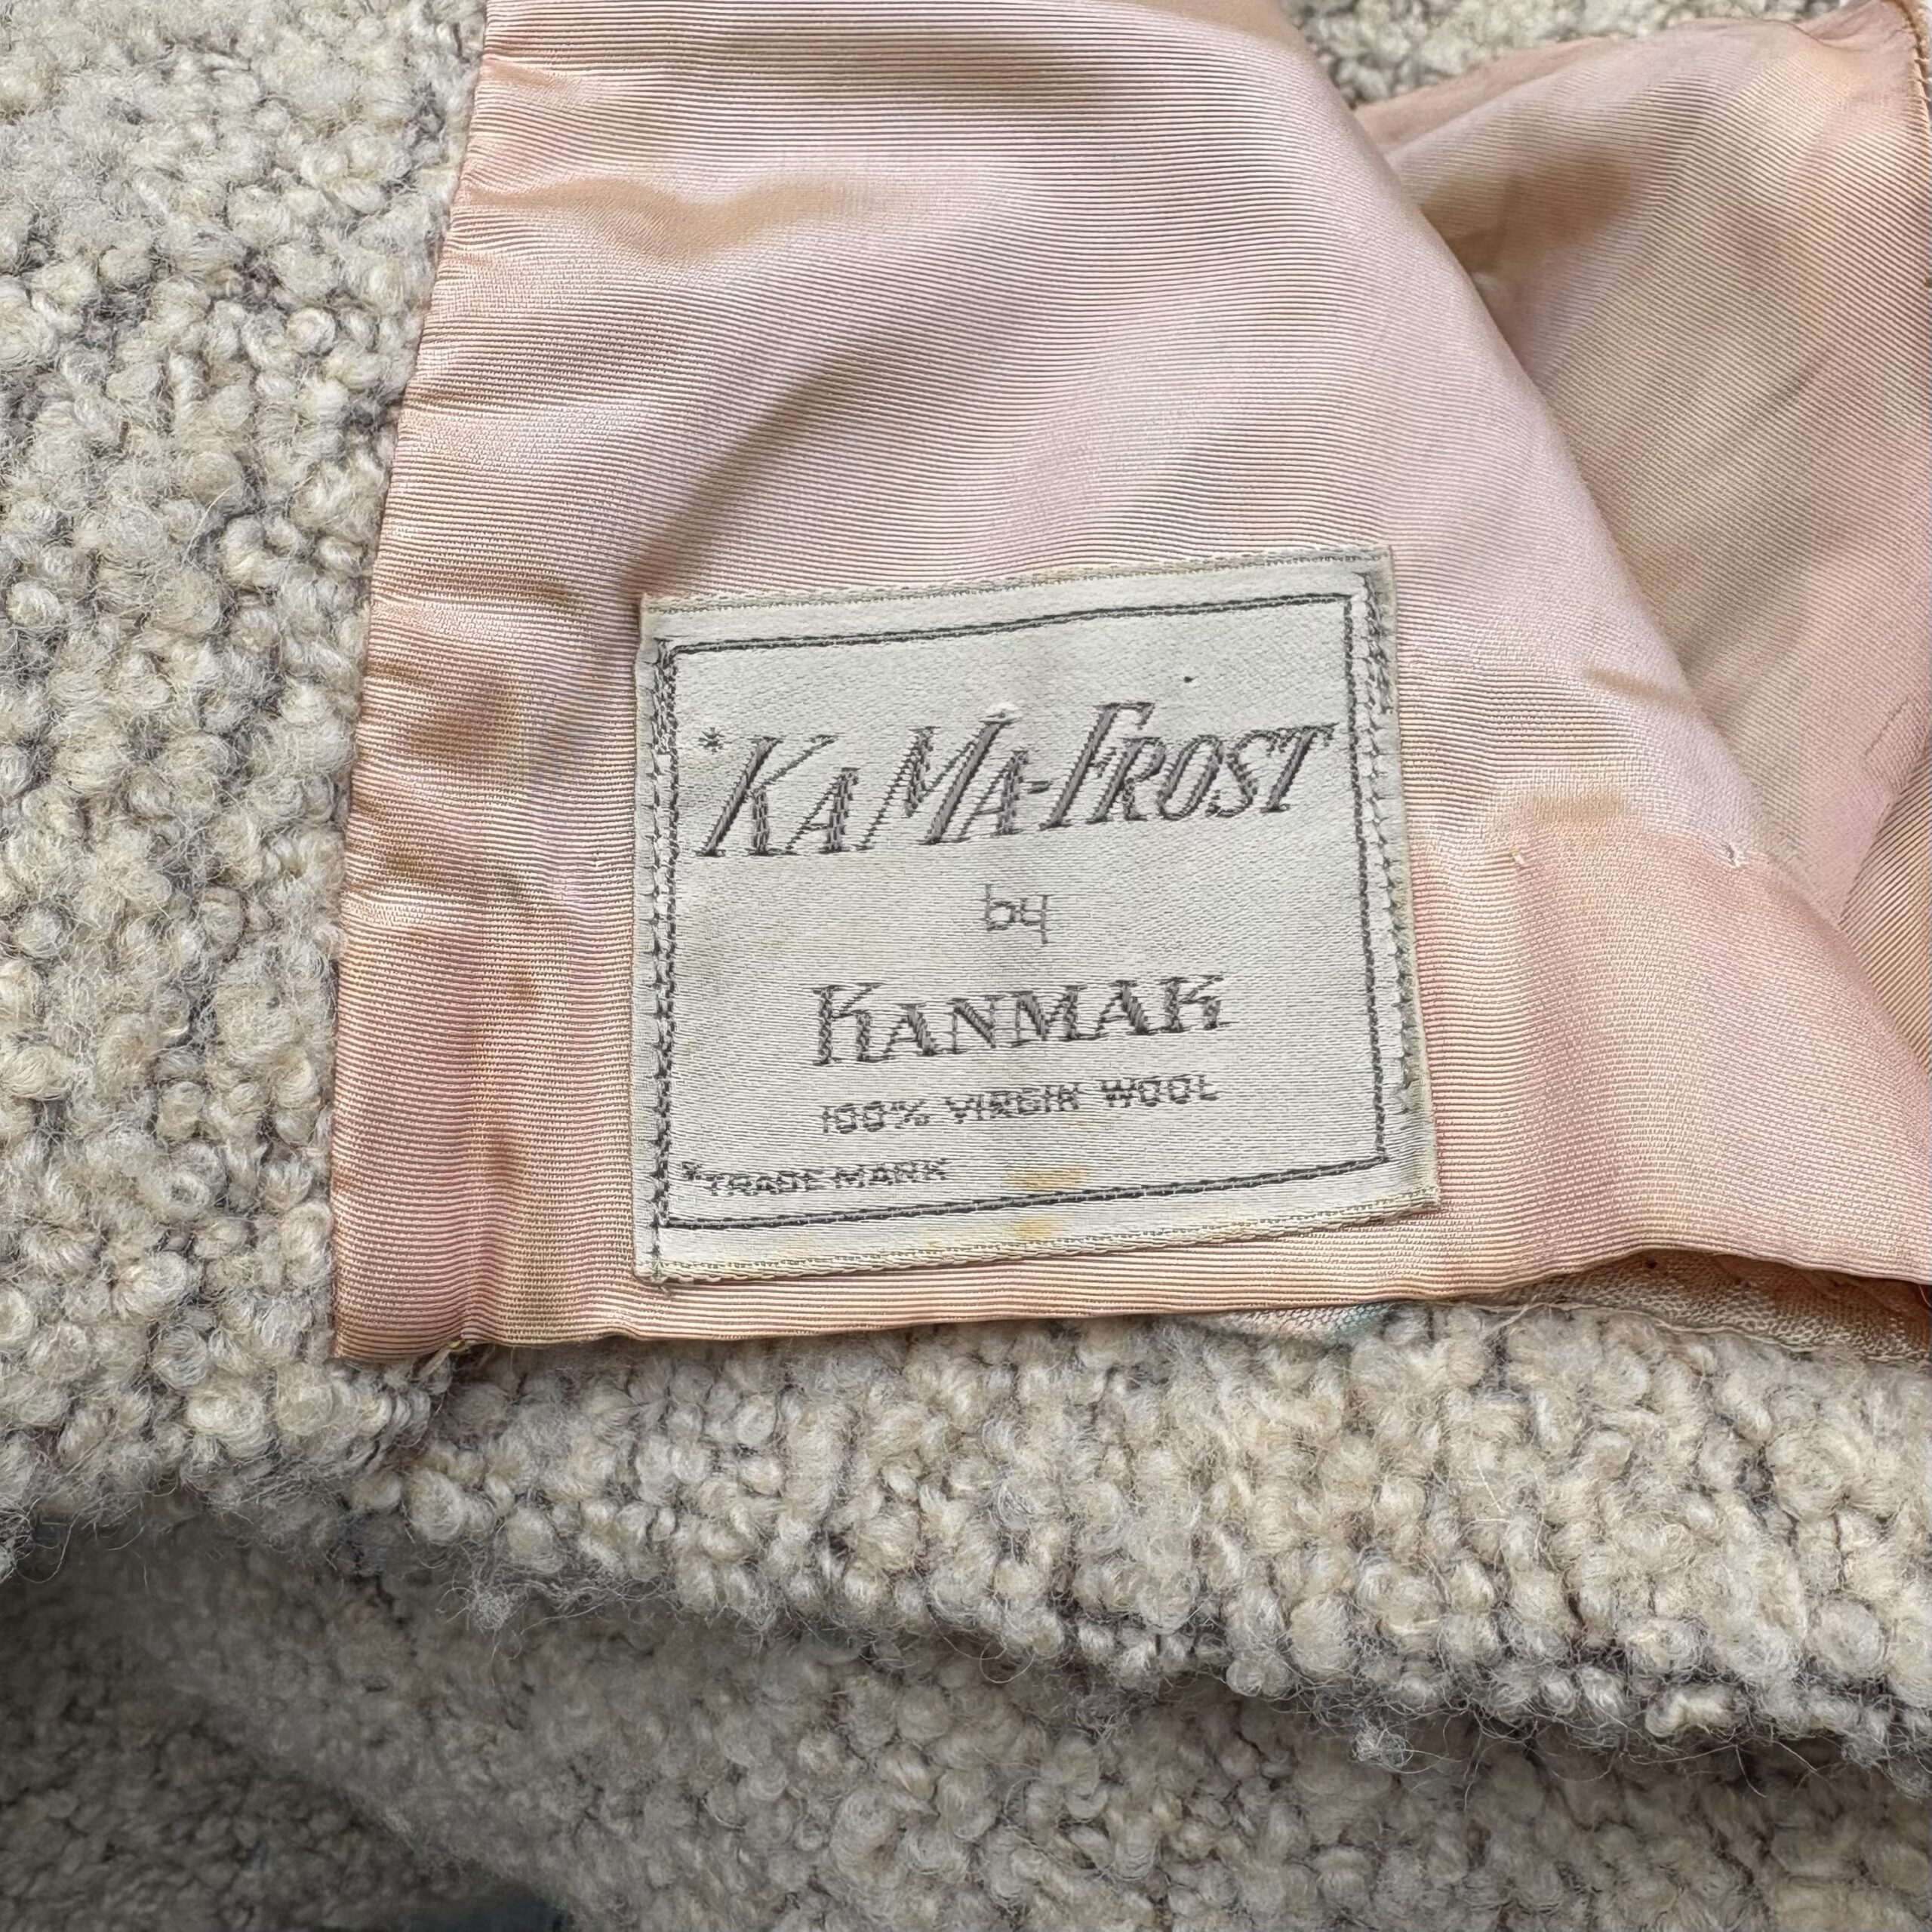 *KAMA-FROST
by
KANMAK
100% VIRGIN WOOL
*TRADEMARK